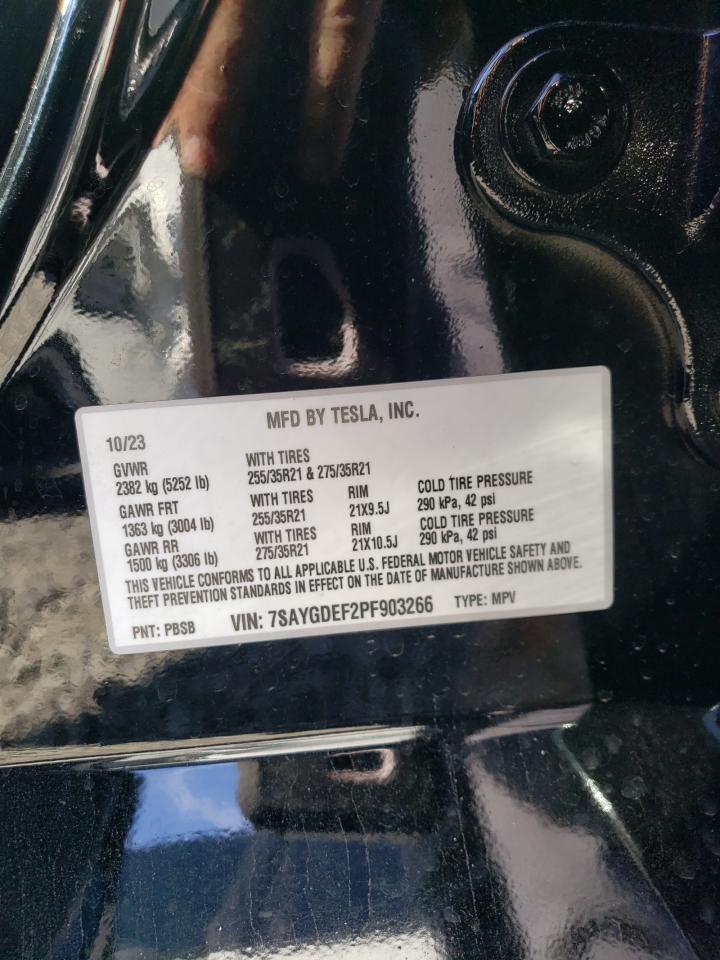 MFD BY TESLA, INC.
10/23
GVWR WITH TIRES
2382 kg (5252 lb) 255/35R21 & 275/35R21
GAWR FRT WITH TIRES RIM COLD TIRE PRESSURE
1363 kg (3004 lb) 255/35R21 21X9.5J 290 kPa, 42 psi
GAWR RR WITH TIRES RIM COLD TIRE PRESSURE
1500 kg (3306 lb) 275/35R21 21X10.5J 290 kPa, 42 psi
THIS VEHICLE CONFORMS TO ALL APPLICABLE U.S. FEDERAL MOTOR VEHICLE SAFETY AND
THEFT PREVENTION STANDARDS IN EFFECT ON THE DATE OF MANUFACTURE SHOWN ABOVE.
PNT: PBSB VIN: 7SAYGDEF2PF903266 TYPE: MPV